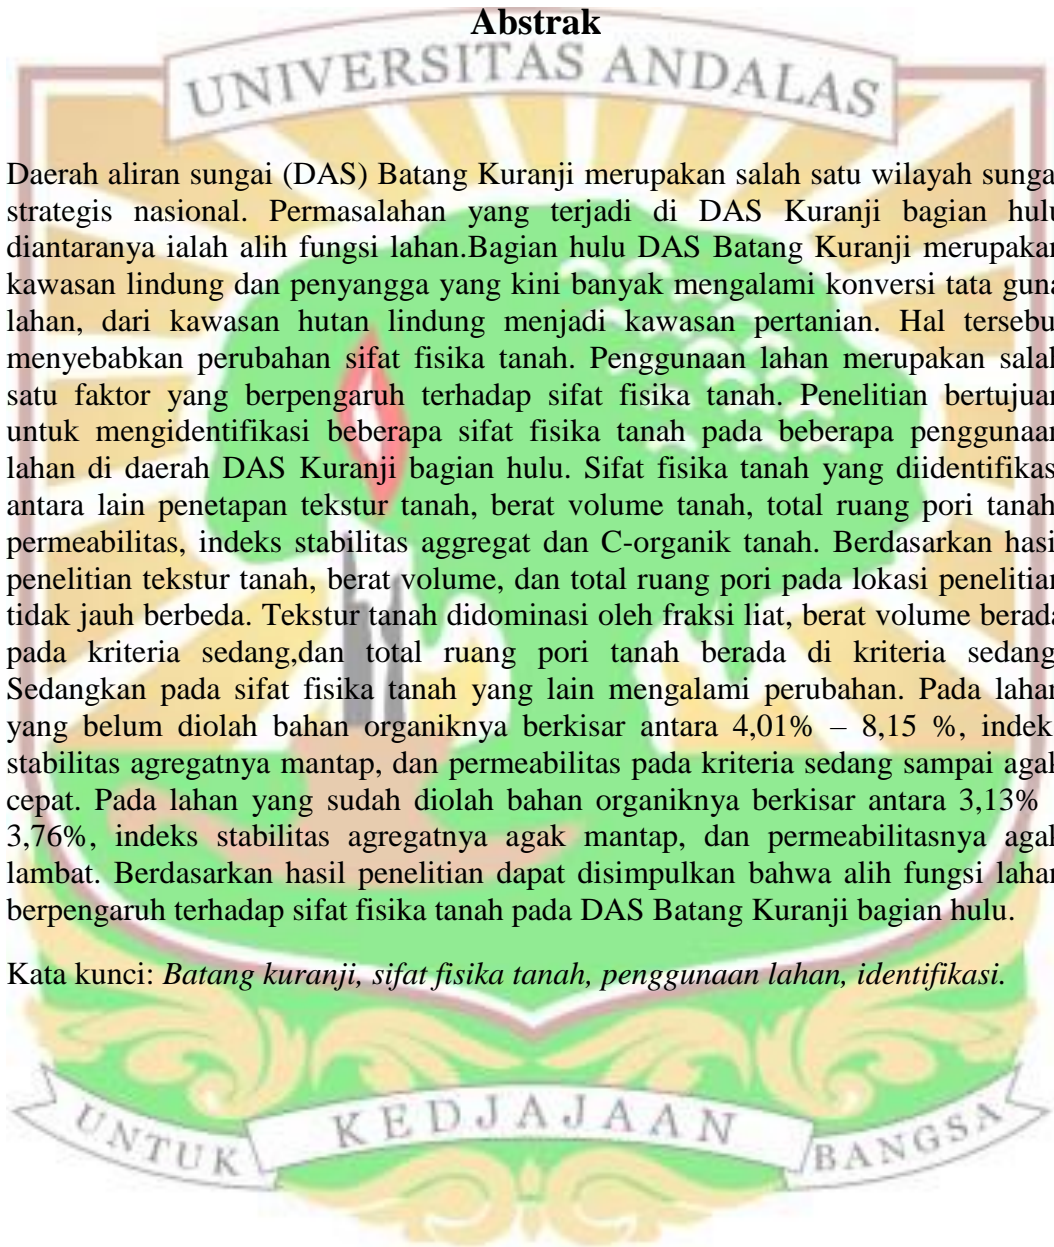 Abstrak
UNIVERSITAS ANDALAS
Daerah aliran sungai (DAS) Batang Kuranji merupakan salah satu wilayah sunga
strategis nasional. Permasalahan yang terjadi di DAS Kuranji bagian hulu
diantaranya ialah alih fungsi lahan.Bagian hulu DAS Batang Kuranji merupakan
kawasan lindung dan penyangga yang kini banyak mengalami konversi tata guna
lahan, dari kawasan hutan lindung menjadi kawasan pertanian. Hal tersebu
menyebabkan perubahan sifat fisika tanah. Penggunaan lahan merupakan salah
satu faktor yang berpengaruh terhadap sifat fisika tanah. Penelitian bertujuan
untuk mengidentifikasi beberapa sifat fisika tanah pada beberapa penggunaan
lahan di daerah DAS Kuranji bagian hulu. Sifat fisika tanah yang diidentifikas
antara lain penetapan tekstur tanah, berat volume tanah, total ruang pori tanah
permeabilitas, indeks stabilitas aggregat dan C-organik tanah. Berdasarkan hasi
penelitian tekstur tanah, berat volume, dan total ruang pori pada lokasi penelitian
tidak jauh berbeda. Tekstur tanah didominasi oleh fraksi liat, berat volume berada
pada kriteria sedang,dan total ruang pori tanah berada di kriteria sedang
Sedangkan pada sifat fisika tanah yang lain mengalami perubahan. Pada lahan
yang belum diolah bahan organiknya berkisar antara 4,01% – 8,15 %, indek
stabilitas agregatnya mantap, dan permeabilitas pada kriteria sedang sampai agak
cepat. Pada lahan yang sudah diolah bahan organiknya berkisar antara 3,13%
3,76%, indeks stabilitas agregatnya agak mantap, dan permeabilitasnya agak
lambat. Berdasarkan hasil penelitian dapat disimpulkan bahwa alih fungsi lahan
berpengaruh terhadap sifat fisika tanah pada DAS Batang Kuranji bagian hulu.
Kata kunci: Batang kuranji, sifat fisika tanah, penggunaan lahan, identifikasi.
UNTUK KEDJAJAAN BANGSA